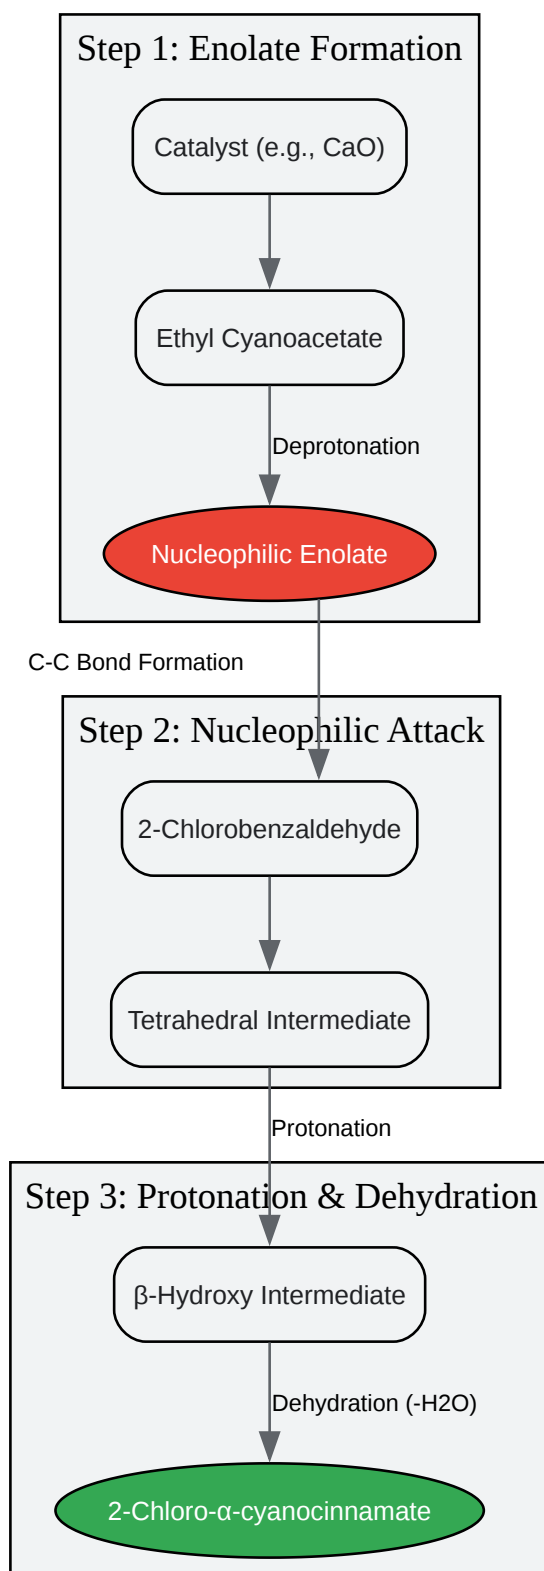 Step 1: Enolate Formation
Catalyst (e.g., CaO)
Ethyl Cyanoacetate
Deprotonation
Nucleophilic Enolate
C-C Bond Formation
Step 2: Nucleophilic Attack
2-Chlorobenzaldehyde
Tetrahedral Intermediate
Protonation
Step 3: Protonation & Dehydration
β-Hydroxy Intermediate
Dehydration (-H2O)
2-Chloro-α-cyanocinnamate